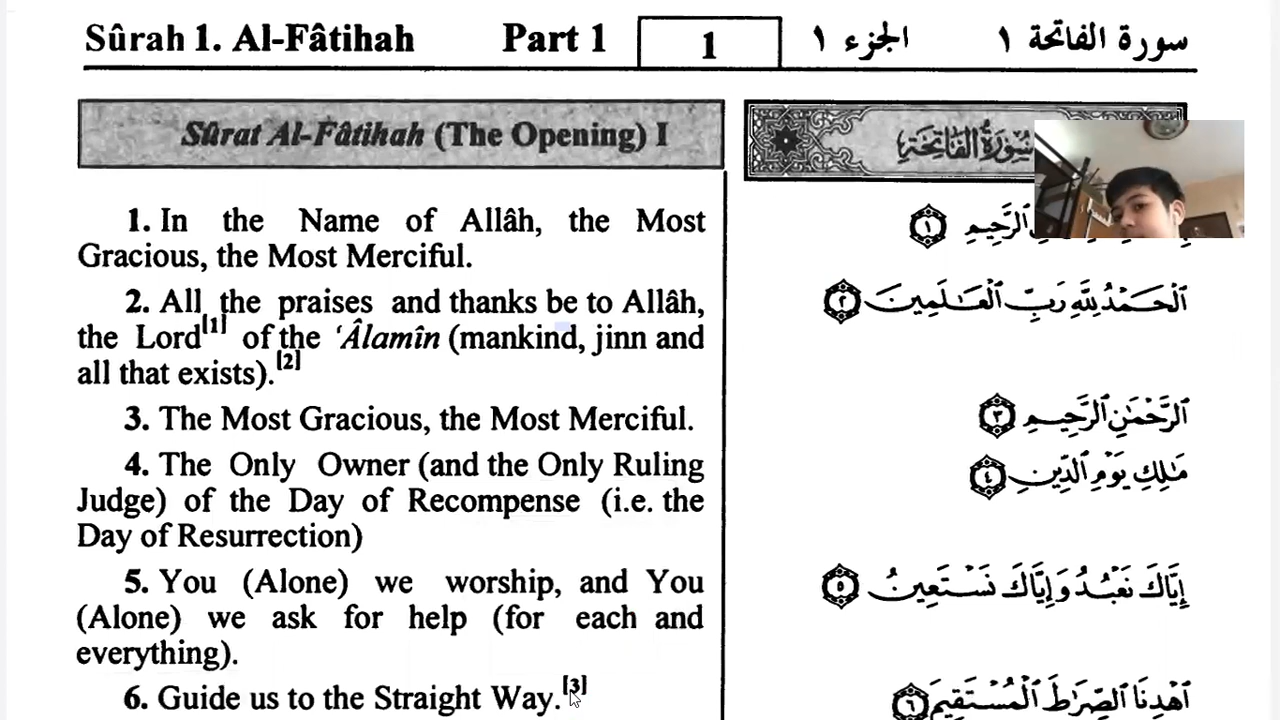 Sûrah 1. Al-Fâtihah Part 1 1 الجزء ١ سورة الفاتحة ١
Sûrat Al-Fâtihah (The Opening) I
1. In the Name of Allâh, the Most
Gracious, the Most Merciful.
2. All the praises and thanks be to Allâh,
the Lord[1] of the ‘Âlamîn (mankind, jinn and
all that exists).[2]
3. The Most Gracious, the Most Merciful.
4. The Only Owner (and the Only Ruling
Judge) of the Day of Recompense (i.e. the
Day of Resurrection)
5. You (Alone) we worship, and You
(Alone) we ask for help (for each and
everything).
6. Guide us to the Straight Way.[3]
سُورَةُ الفَاتِحَةِ
ٱلرَّحِيمِ ١
ٱلْحَمْدُ لِلَّهِ رَبِّ ٱلْعَـٰلَمِينَ ٢
ٱلرَّحْمَـٰنِ ٱلرَّحِيمِ ٣
مَـٰلِكِ يَوْمِ ٱلدِّينِ ٤
إِيَّاكَ نَعْبُدُ وَإِيَّاكَ نَسْتَعِينُ ٥
ٱهْدِنَا ٱلصِّرَٰطَ ٱلْمُسْتَقِيمَ ٦